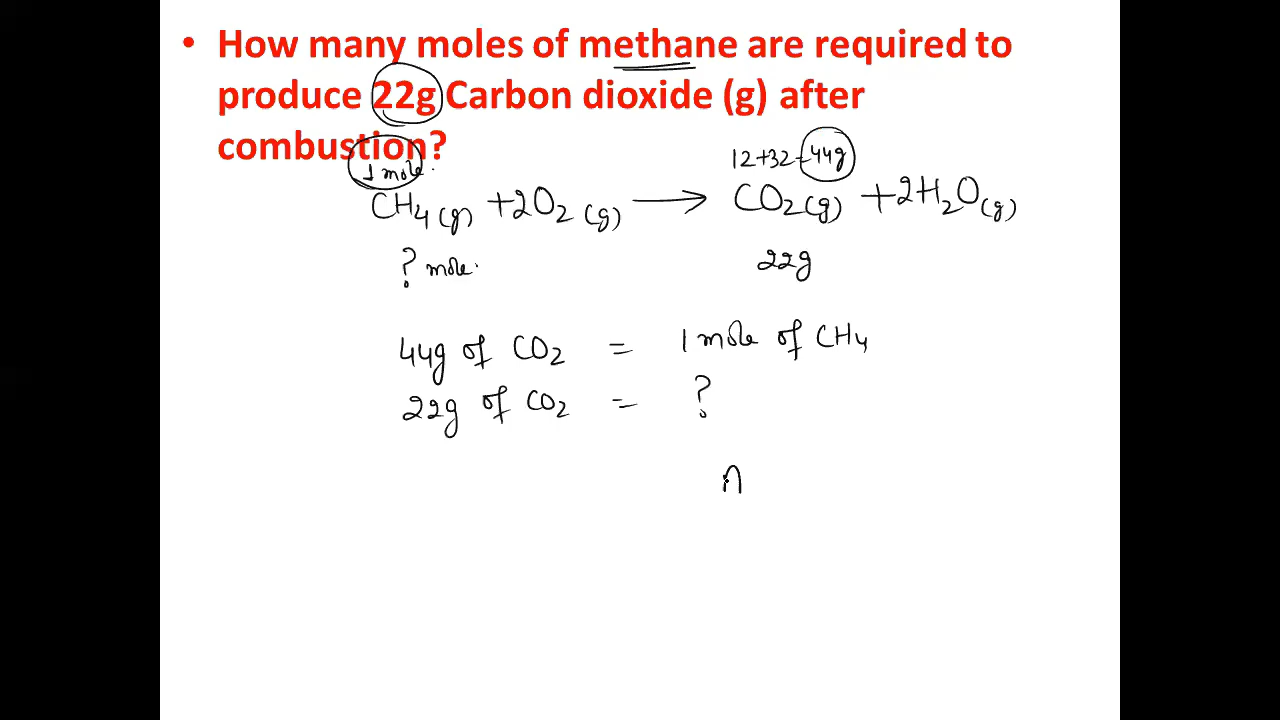 • How many moles of methane are required to
produce 22g Carbon dioxide (g) after
combustion?
1 mole.
12+32=44g
CH4(g) +2O2(g) → CO2(g) +2H2O(g)
? mole.
22g
44g of CO2 = 1 mole of CH4
22g of CO2 = ?